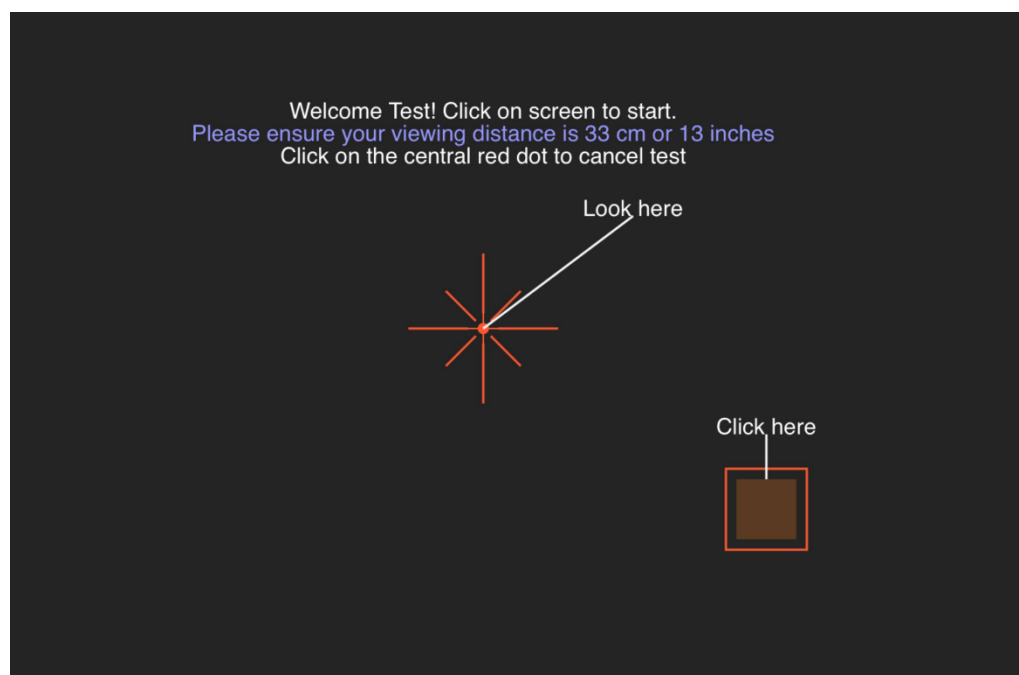 Welcome Test! Click on screen to start.
Please ensure your viewing distance is 33 cm or 13 inches
Click on the central red dot to cancel test
Look here
Click here